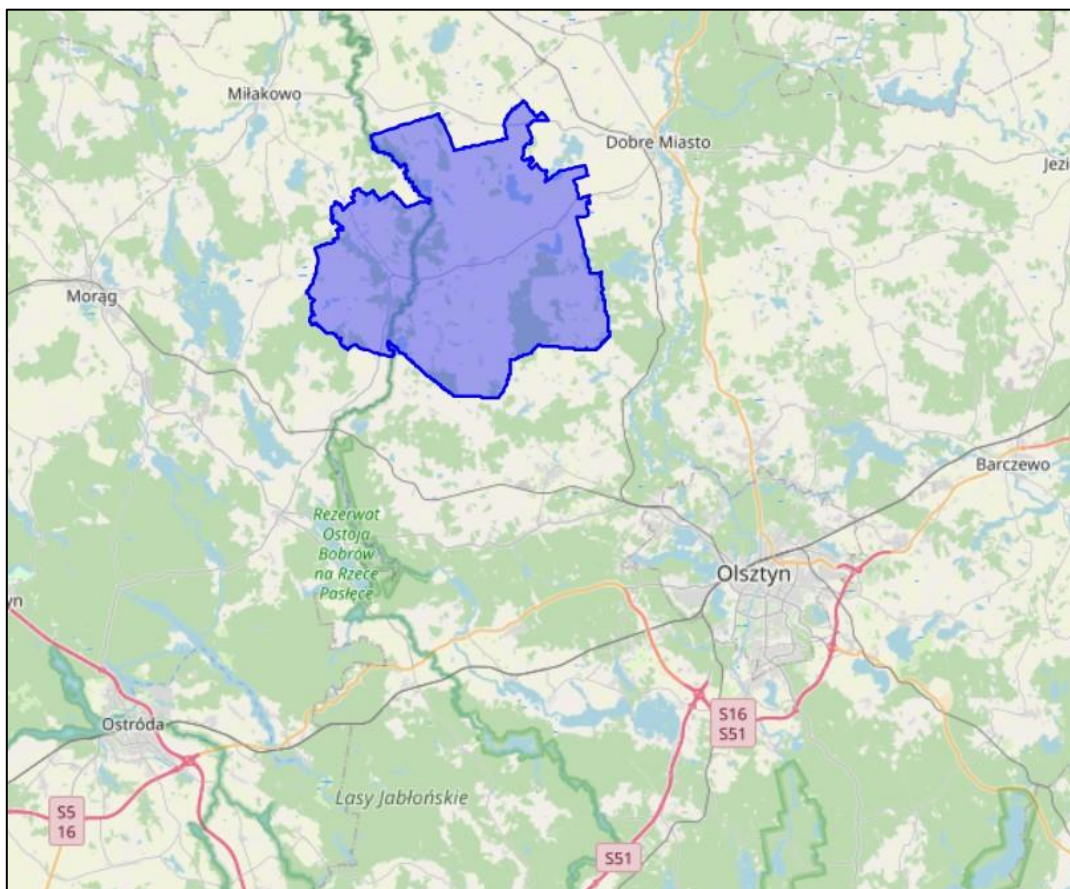 Miłakowo
Dobre Miasto
Jezi
Morąg
Barczewo
Rezerwat
Ostoja
Bobrów
na Rzece
Pasłęce
Olsztyn
yn
Ostróda
S16
S51
Lasy Jabłońskie
S5
16
S51